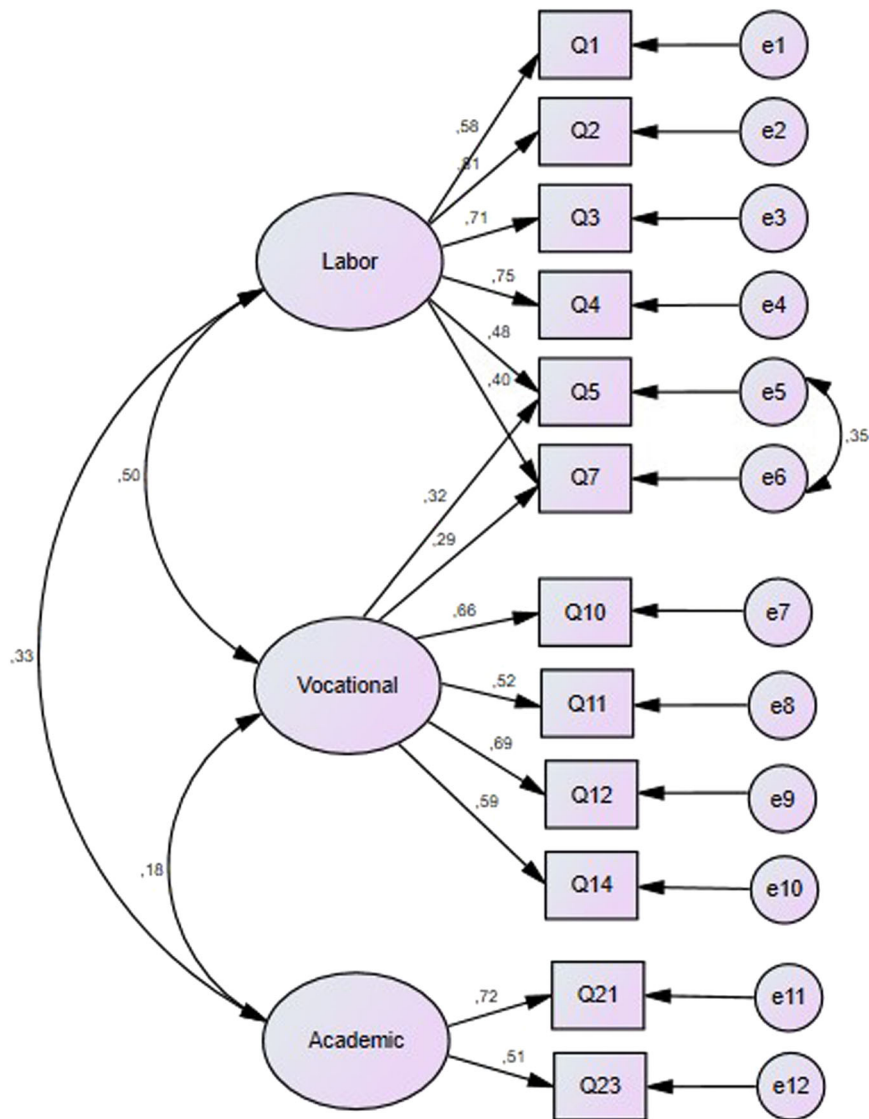 Q1
e1
,58
Q2
e2
,81
Q3
e3
,71
Labor
Q4
e4
,75
,48
Q5
e5
,40
,35
Q7
e6
,50
,32
,29
Q10
e7
,66
,33
Vocational
,52
Q11
e8
,69
Q12
e9
,59
,18
Q14
e10
,72
Q21
e11
Academic
,51
Q23
e12